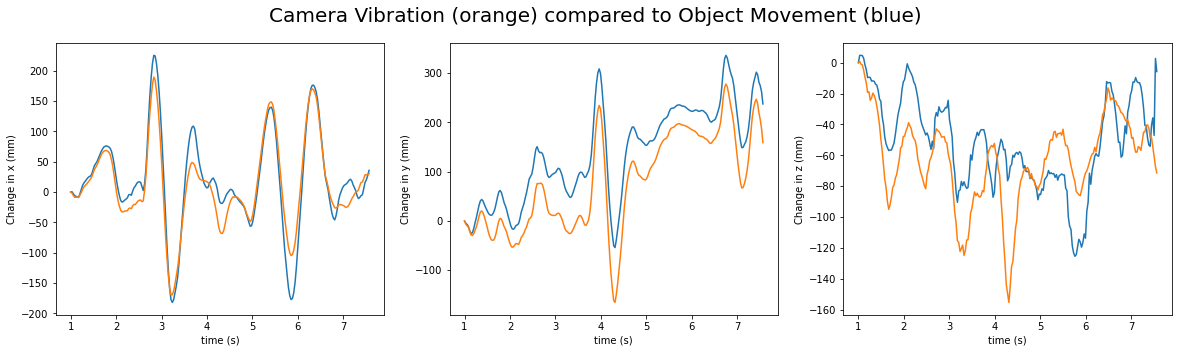 Camera Vibration (orange) compared to Object Movement (blue)
Change in x (mm)
200
150
100
50
0
−50
−100
−150
−200
1 2 3 4 5 6 7
time (s)
Change in y (mm)
300
200
100
0
−100
1 2 3 4 5 6 7
time (s)
Change in z (mm)
0
−20
−40
−60
−80
−100
−120
−140
−160
1 2 3 4 5 6 7
time (s)